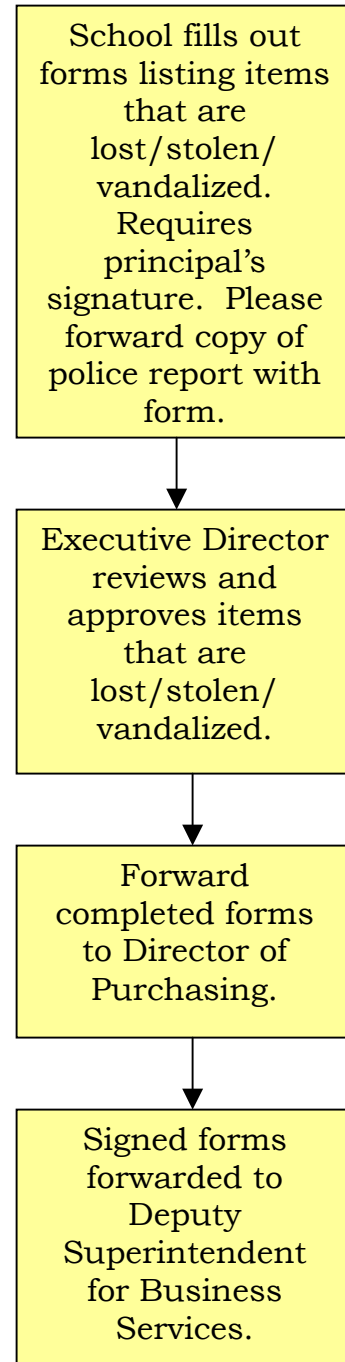 School fills out
forms listing items
that are
lost/stolen/
vandalized.
Requires
principal’s
signature.  Please
forward copy of
police report with
form.
Executive Director
reviews and
approves items
that are
lost/stolen/
vandalized.
Forward
completed forms
to Director of
Purchasing.
Signed forms
forwarded to
Deputy
Superintendent
for Business
Services.